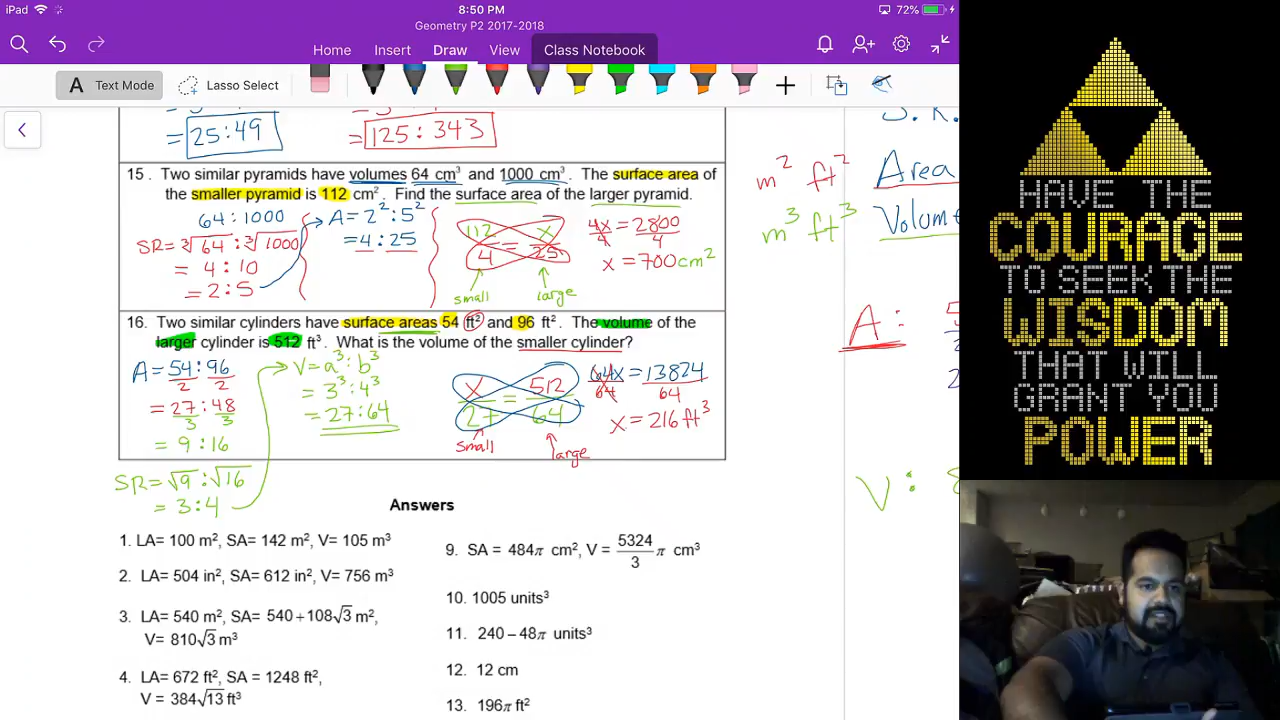 iPad
8:50 PM
72%
Geometry P2 2017-2018
Home Insert Draw View Class Notebook
A Text Mode Lasso Select
= 25:49
= 125:343
15. Two similar pyramids have volumes 64 cm³ and 1000 cm³. The surface area of
the smaller pyramid is 112 cm². Find the surface area of the larger pyramid.
64:1000
SR = ∛64 : ∛1000
= 4:10
= 2:5
A = 2² : 5²
= 4:25
112/4 = x/25
small large
4x/4 = 2800/4
x = 700 cm²
16. Two similar cylinders have surface areas 54 ft² and 96 ft². The volume of the
larger cylinder is 512 ft³. What is the volume of the smaller cylinder?
A = 54/2 : 96/2
= 27/3 : 48/3
= 9:16
SR = √9 : √16
= 3:4
V = a³ : b³
= 3³ : 4³
= 27:64
x/27 = 512/64
small large
64x/64 = 13824/64
x = 216 ft³
Answers
1. LA= 100 m², SA= 142 m², V= 105 m³
2. LA= 504 in², SA= 612 in², V= 756 m³
3. LA= 540 m², SA= 540+108√3 m²,
V= 810√3 m³
4. LA= 672 ft², SA = 1248 ft²,
V = 384√13 ft³
9. SA = 484π cm², V = 5324/3 π cm³
10. 1005 units³
11. 240 – 48π units³
12. 12 cm
13. 196π ft²
S.R.
m² ft²
Area
m³ ft³
Volume
A:
V: 8
HAVE THE
COURAGE
TO SEEK THE
WISDOM
THAT WILL
GRANT YOU
POWER